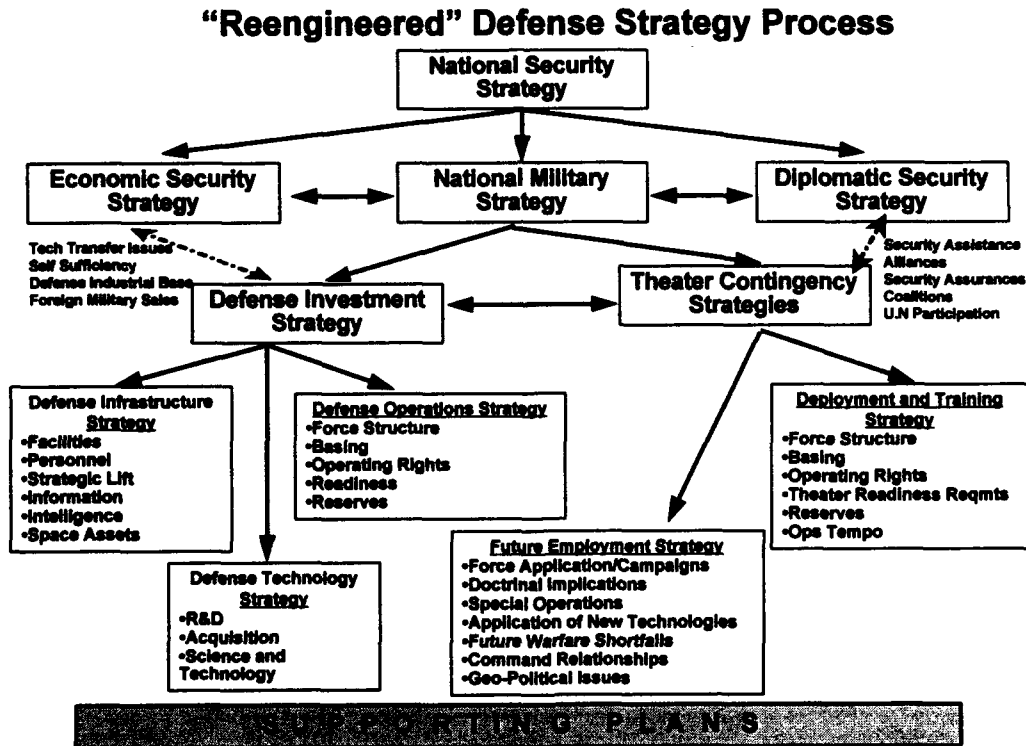 “Reengineered” Defense Strategy Process
National Security
Strategy
Economic Security
Strategy
National Military
Strategy
Diplomatic Security
Strategy
Tech Transfer Issues
Self Sufficiency
Defense Industrial Base
Foreign Military Sales
Security Assistance
Alliances
Security Assurances
Coalitions
U.N Participation
Defense Investment
Strategy
Theater Contingency
Strategies
Defense Infrastructure
Strategy
•Facilities
•Personnel
•Strategic Lift
•Information
•Intelligence
•Space Assets
Defense Operations Strategy
•Force Structure
•Basing
•Operating Rights
•Readiness
•Reserves
Deployment and Training
Strategy
•Force Structure
•Basing
•Operating Rights
•Theater Readiness Reqmts
•Reserves
•Ops Tempo
Defense Technology
Strategy
•R&D
•Acquisition
•Science and
Technology
Future Employment Strategy
•Force Application/Campaigns
•Doctrinal Implications
•Special Operations
•Application of New Technologies
•Future Warfare Shortfalls
•Command Relationships
•Geo-Political Issues
SUPPORTING PLANS